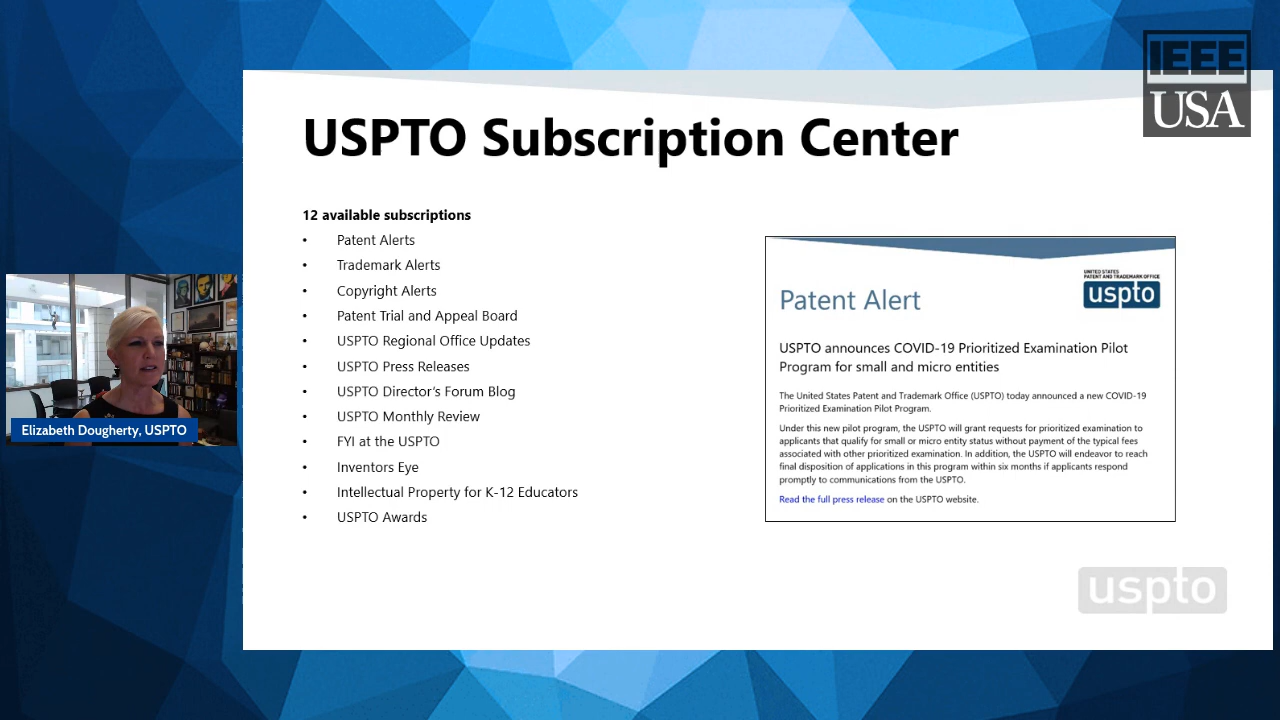 IEEE
USA
USPTO Subscription Center
12 available subscriptions
• Patent Alerts
• Trademark Alerts
• Copyright Alerts
• Patent Trial and Appeal Board
• USPTO Regional Office Updates
• USPTO Press Releases
• USPTO Director’s Forum Blog
• USPTO Monthly Review
• FYI at the USPTO
• Inventors Eye
• Intellectual Property for K-12 Educators
• USPTO Awards
UNITED STATES
PATENT AND TRADEMARK OFFICE
uspto
Patent Alert
USPTO announces COVID-19 Prioritized Examination Pilot
Program for small and micro entities
The United States Patent and Trademark Office (USPTO) today announced a new COVID-19
Prioritized Examination Pilot Program.
Under this new pilot program, the USPTO will grant requests for prioritized examination to
applicants that qualify for small or micro entity status without payment of the typical fees
associated with other prioritized examination. In addition, the USPTO will endeavor to reach
final disposition of applications in this program within six months if applicants respond
promptly to communications from the USPTO.
Read the full press release on the USPTO website.
uspto
Elizabeth Dougherty, USPTO